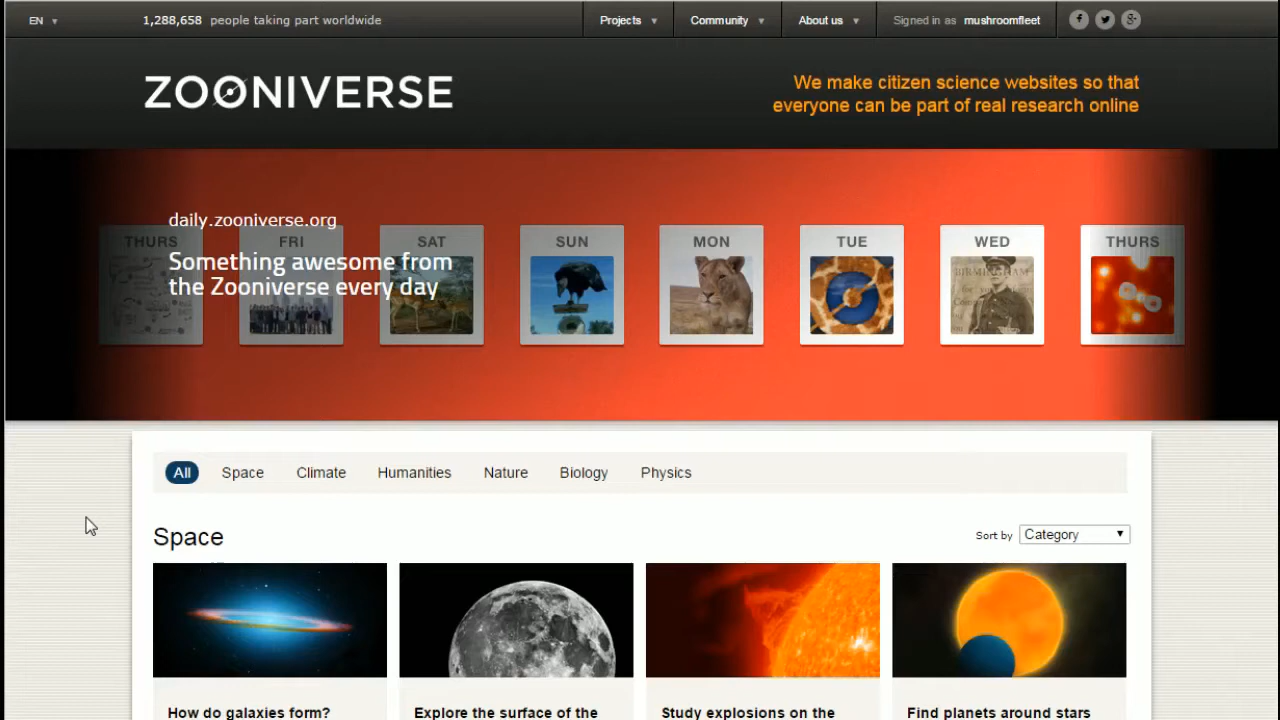 EN
1,288,658 people taking part worldwide
Projects
Community
About us
Signed in as mushroomfleet
ZOONIVERSE
We make citizen science websites so that
everyone can be part of real research online
daily.zooniverse.org
THURS
FRI
SAT
SUN
MON
TUE
WED
THURS
Something awesome from
the Zooniverse every day
BIRMINGHAM
All
Space
Climate
Humanities
Nature
Biology
Physics
Space
Sort by
Category
How do galaxies form?
Explore the surface of the
Study explosions on the
Find planets around stars